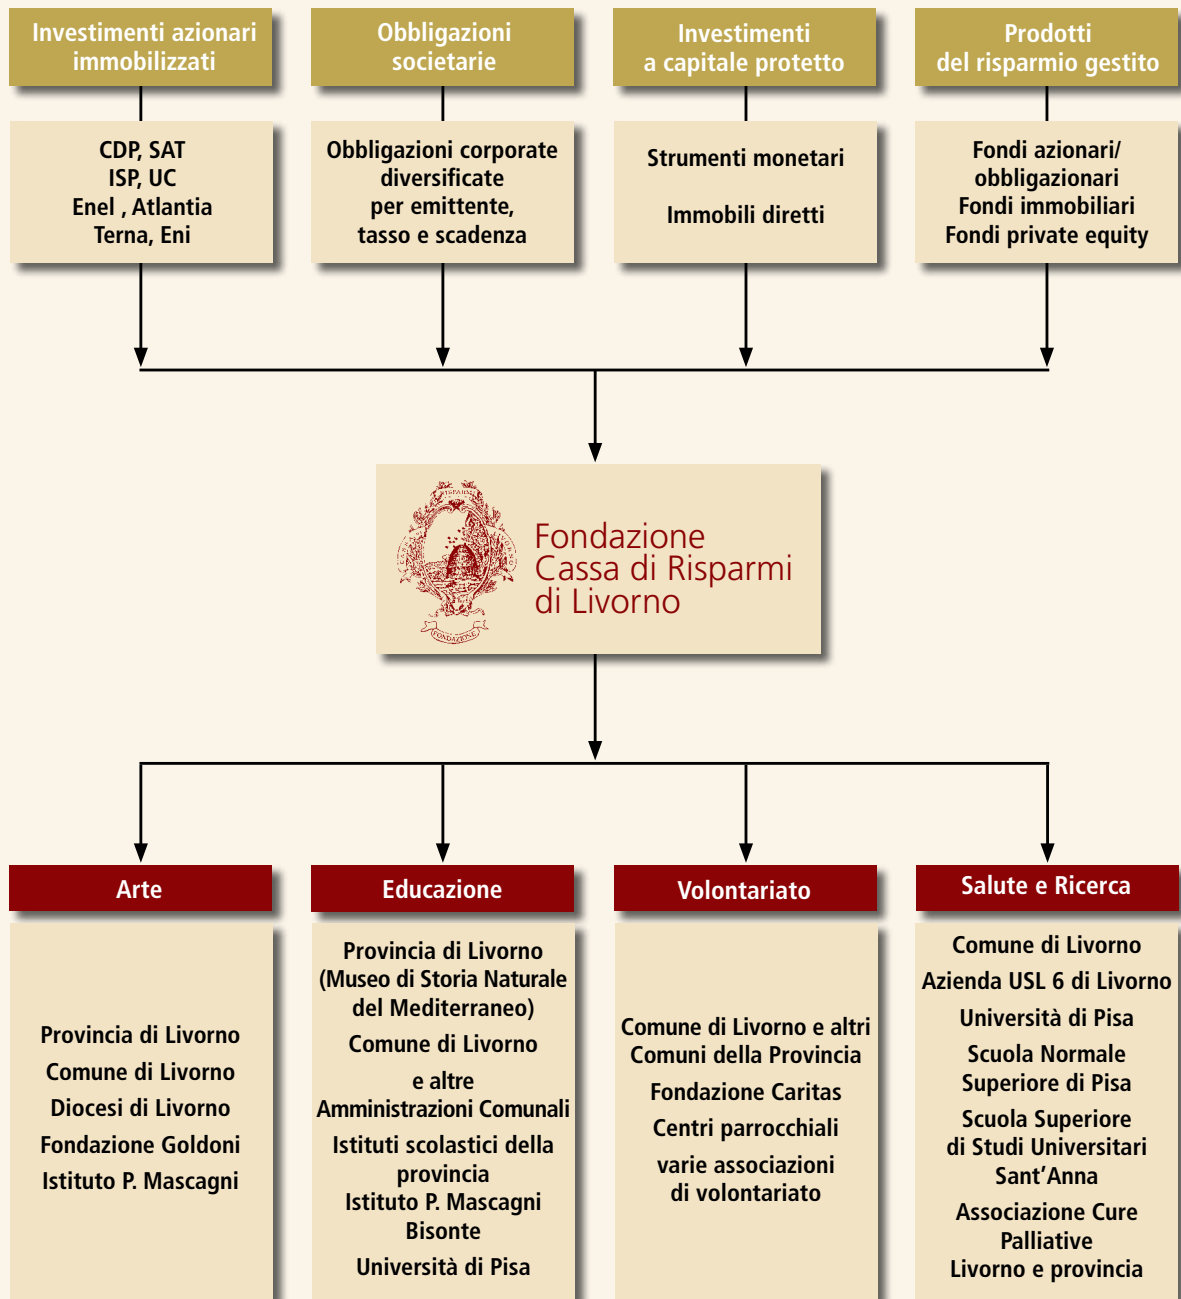 Investimenti azionari
immobilizzati
Obbligazioni
societarie
Investimenti
a capitale protetto
Prodotti
del risparmio gestito
CDP, SAT
ISP, UC
Enel , Atlantia
Terna, Eni
Obbligazioni corporate
diversificate
per emittente,
tasso e scadenza
Strumenti monetari
Immobili diretti
Fondi azionari/
obbligazionari
Fondi immobiliari
Fondi private equity
Fondazione
Cassa di Risparmi
di Livorno
FONDAZIONE
Arte
Provincia di Livorno
Comune di Livorno
Diocesi di Livorno
Fondazione Goldoni
Istituto P. Mascagni
Educazione
Provincia di Livorno
(Museo di Storia Naturale
del Mediterraneo)
Comune di Livorno
e altre
Amministrazioni Comunali
Istituti scolastici della
provincia
Istituto P. Mascagni
Bisonte
Università di Pisa
Volontariato
Comune di Livorno e altri
Comuni della Provincia
Fondazione Caritas
Centri parrocchiali
varie associazioni
di volontariato
Salute e Ricerca
Comune di Livorno
Azienda USL 6 di Livorno
Università di Pisa
Scuola Normale
Superiore di Pisa
Scuola Superiore
di Studi Universitari
Sant'Anna
Associazione Cure
Palliative
Livorno e provincia